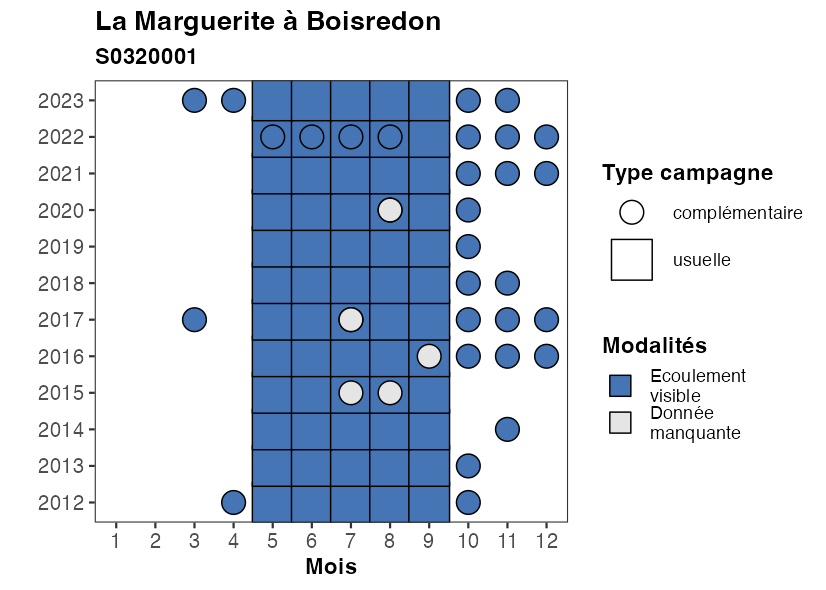 La Marguerite à Boisredon
S0320001
2023
2022
2021
2020
2019
2018
2017
2016
2015
2014
2013
2012
1 2 3 4 5 6 7 8 9 10 11 12
Mois
Type campagne
complémentaire
usuelle
Modalités
Ecoulement
visible
Donnée
manquante